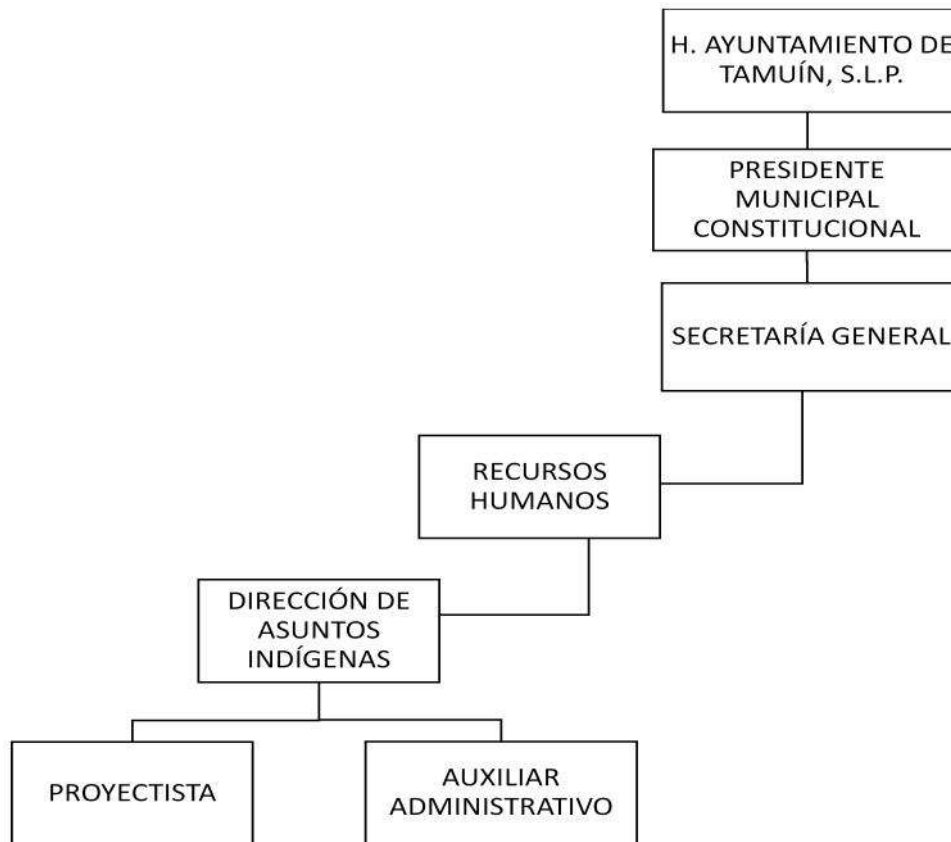 H. AYUNTAMIENTO DE
TAMUÍN, S.L.P.
PRESIDENTE
MUNICIPAL
CONSTITUCIONAL
SECRETARÍA GENERAL
RECURSOS
HUMANOS
DIRECCIÓN DE
ASUNTOS
INDÍGENAS
PROYECTISTA
AUXILIAR
ADMINISTRATIVO